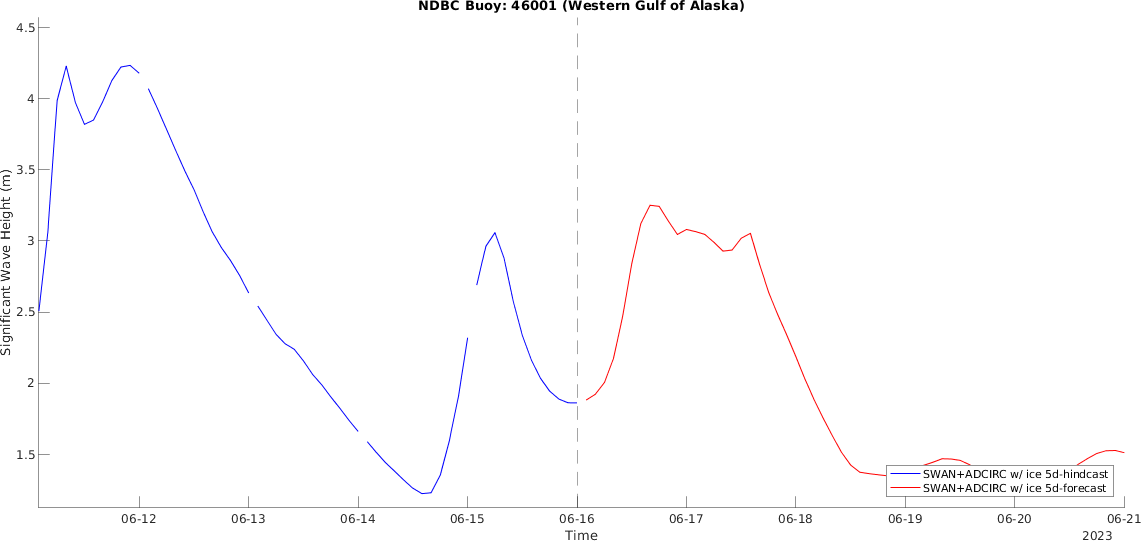 NDBC Buoy: 46001 (Western Gulf of Alaska)
4.5
4
3.5
3
2.5
2
1.5
Significant Wave Height (m)
SWAN+ADCIRC w/ ice 5d-hindcast
SWAN+ADCIRC w/ ice 5d-forecast
06-12 06-13 06-14 06-15 06-16 06-17 06-18 06-19 06-20 06-21
Time
2023